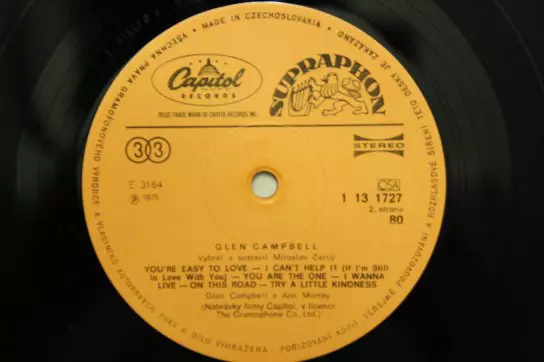 MADE IN CZECHOSLOVAKIA
VŠECHNA PRÁVA GRAMOFONOVÉHO VÝROBCE A VLASTNÍKA
DÍLU VYHRAZENA · POŘIZOVÁNÍ KOPIÍ
VEŘEJNÉ PROVOZOVÁNÍ A ROZHLASOVÉ ŠÍŘENÍ TÉTO DESKY JE ZAKÁZÁNO
Capitol
RECORDS
SUPRAPHON
TRADE MARK OF CAPITOL RECORDS INC.
33
STEREO
E 3164
℗ 1975
ČSA
1 13 1727
2. strana
80
GLEN CAMPBELL
Vybral a sestavil Miroslav Černý
YOU'RE EASY TO LOVE — I CAN'T HELP IT (If I'm Still
in Love With You) — YOU ARE THE ONE — I WANNA
LIVE — ON THIS ROAD — TRY A LITTLE KINDNESS
Glen Campbell a Ann Murray
(Nahrávky firmy Capitol, v licence
The Gramophone Co. Ltd.)